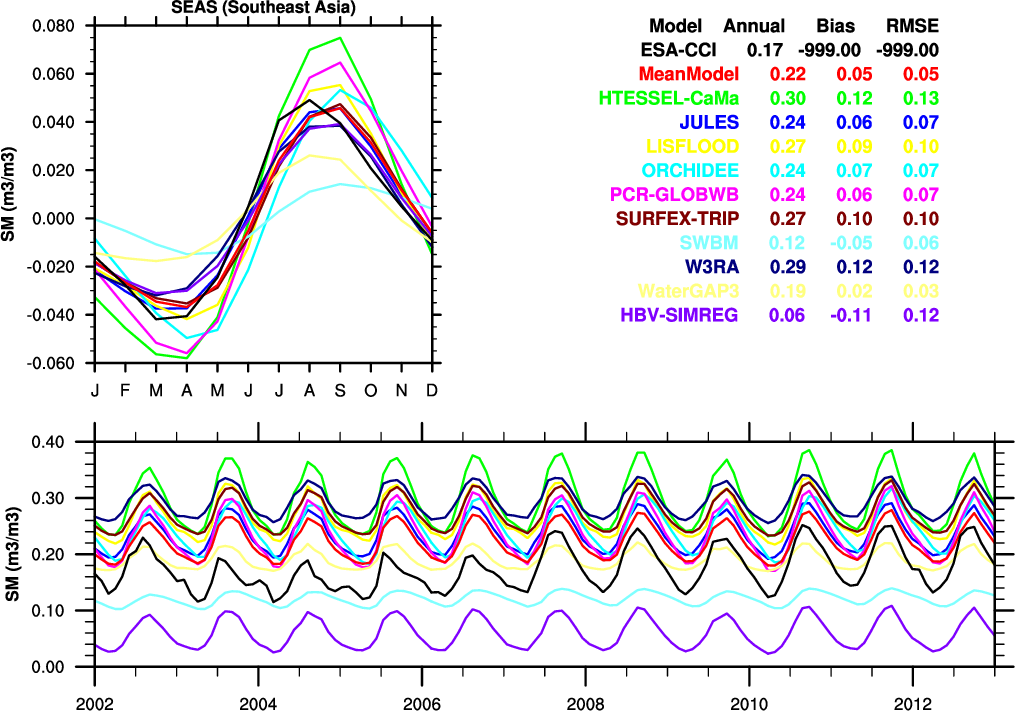 SEAS (Southeast Asia)
0.080
0.060
0.040
0.020
0.000
-0.020
-0.040
-0.060
SM (m3/m3)
J F M A M J J A S O N D
Model Annual Bias RMSE
ESA-CCI 0.17 -999.00 -999.00
MeanModel 0.22 0.05 0.05
HTESSEL-CaMa 0.30 0.12 0.13
JULES 0.24 0.06 0.07
LISFLOOD 0.27 0.09 0.10
ORCHIDEE 0.24 0.07 0.07
PCR-GLOBWB 0.24 0.06 0.07
SURFEX-TRIP 0.27 0.10 0.10
SWBM 0.12 -0.05 0.06
W3RA 0.29 0.12 0.12
WaterGAP3 0.19 0.02 0.03
HBV-SIMREG 0.06 -0.11 0.12
0.40
0.30
0.20
0.10
0.00
SM (m3/m3)
2002 2004 2006 2008 2010 2012